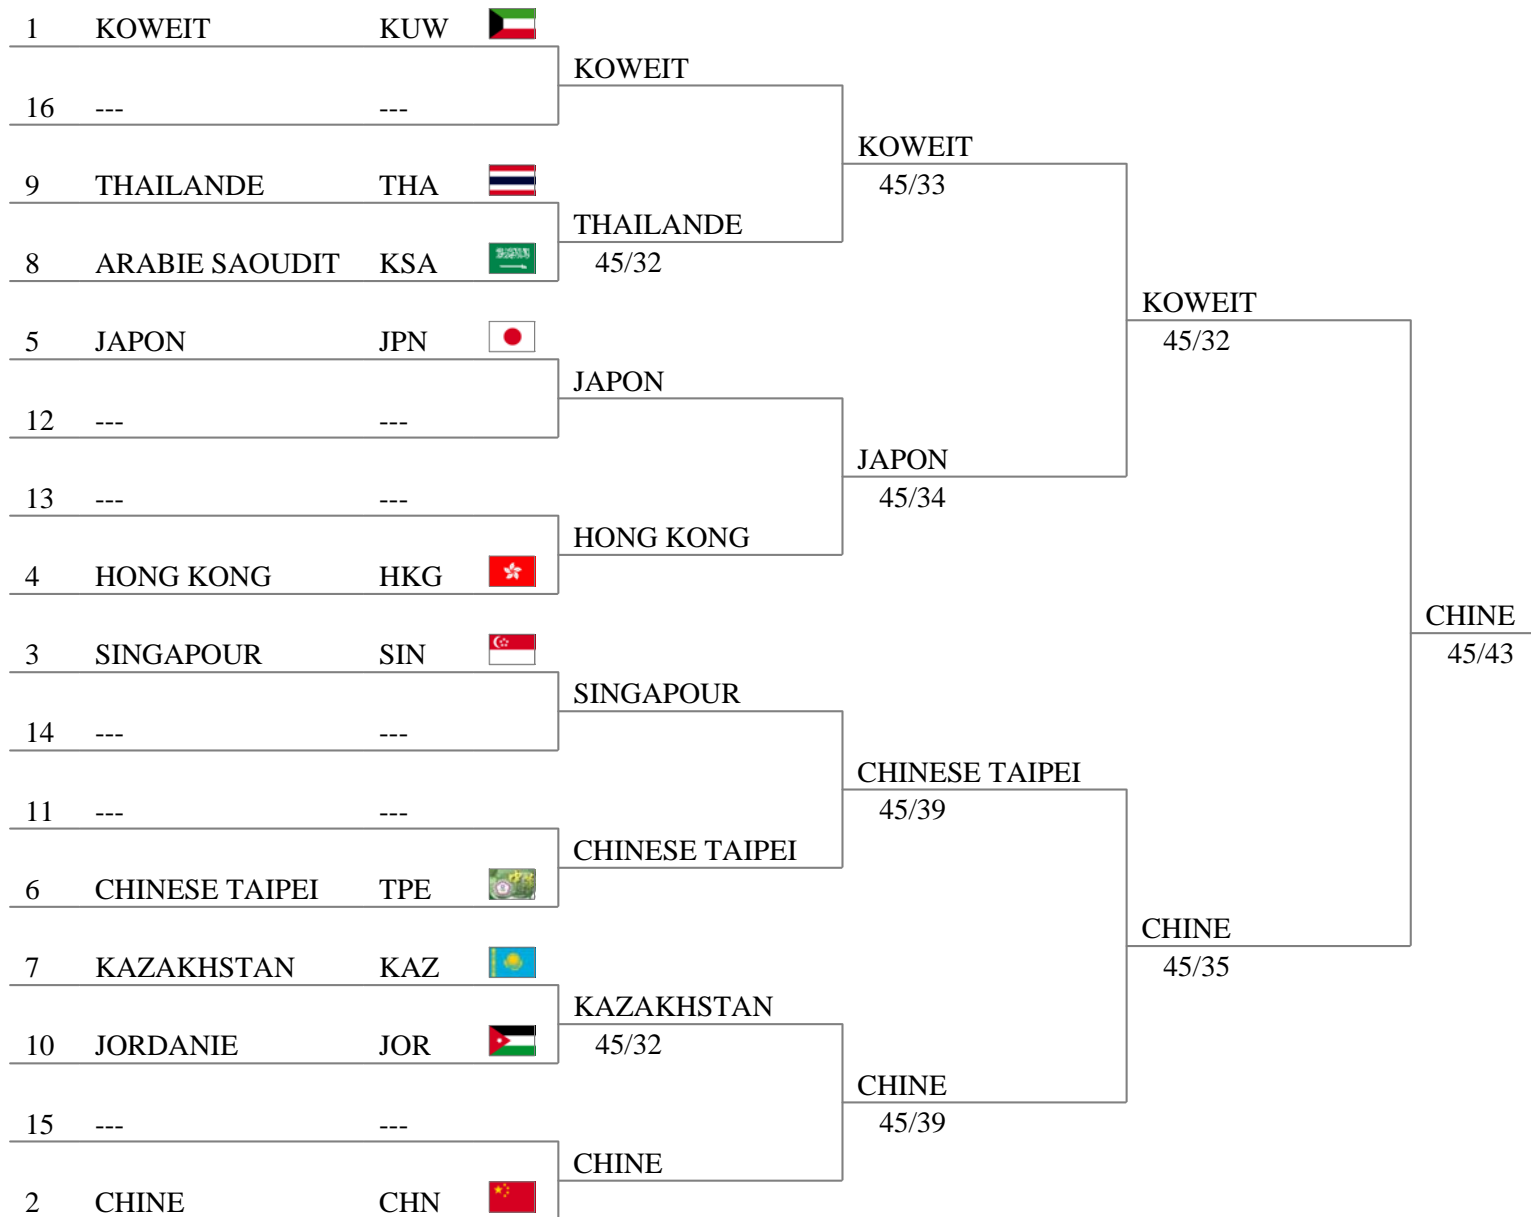 1 KOWEIT KUW
KOWEIT
16 --- ---
KOWEIT
9 THAILANDE THA
45/33
THAILANDE
8 ARABIE SAOUDIT KSA
45/32
KOWEIT
5 JAPON JPN
45/32
JAPON
12 --- ---
JAPON
13 --- ---
45/34
HONG KONG
4 HONG KONG HKG
CHINE
3 SINGAPOUR SIN
45/43
SINGAPOUR
14 --- ---
CHINESE TAIPEI
11 --- ---
45/39
CHINESE TAIPEI
6 CHINESE TAIPEI TPE
CHINE
7 KAZAKHSTAN KAZ
45/35
KAZAKHSTAN
10 JORDANIE JOR
45/32
CHINE
15 --- ---
45/39
CHINE
2 CHINE CHN